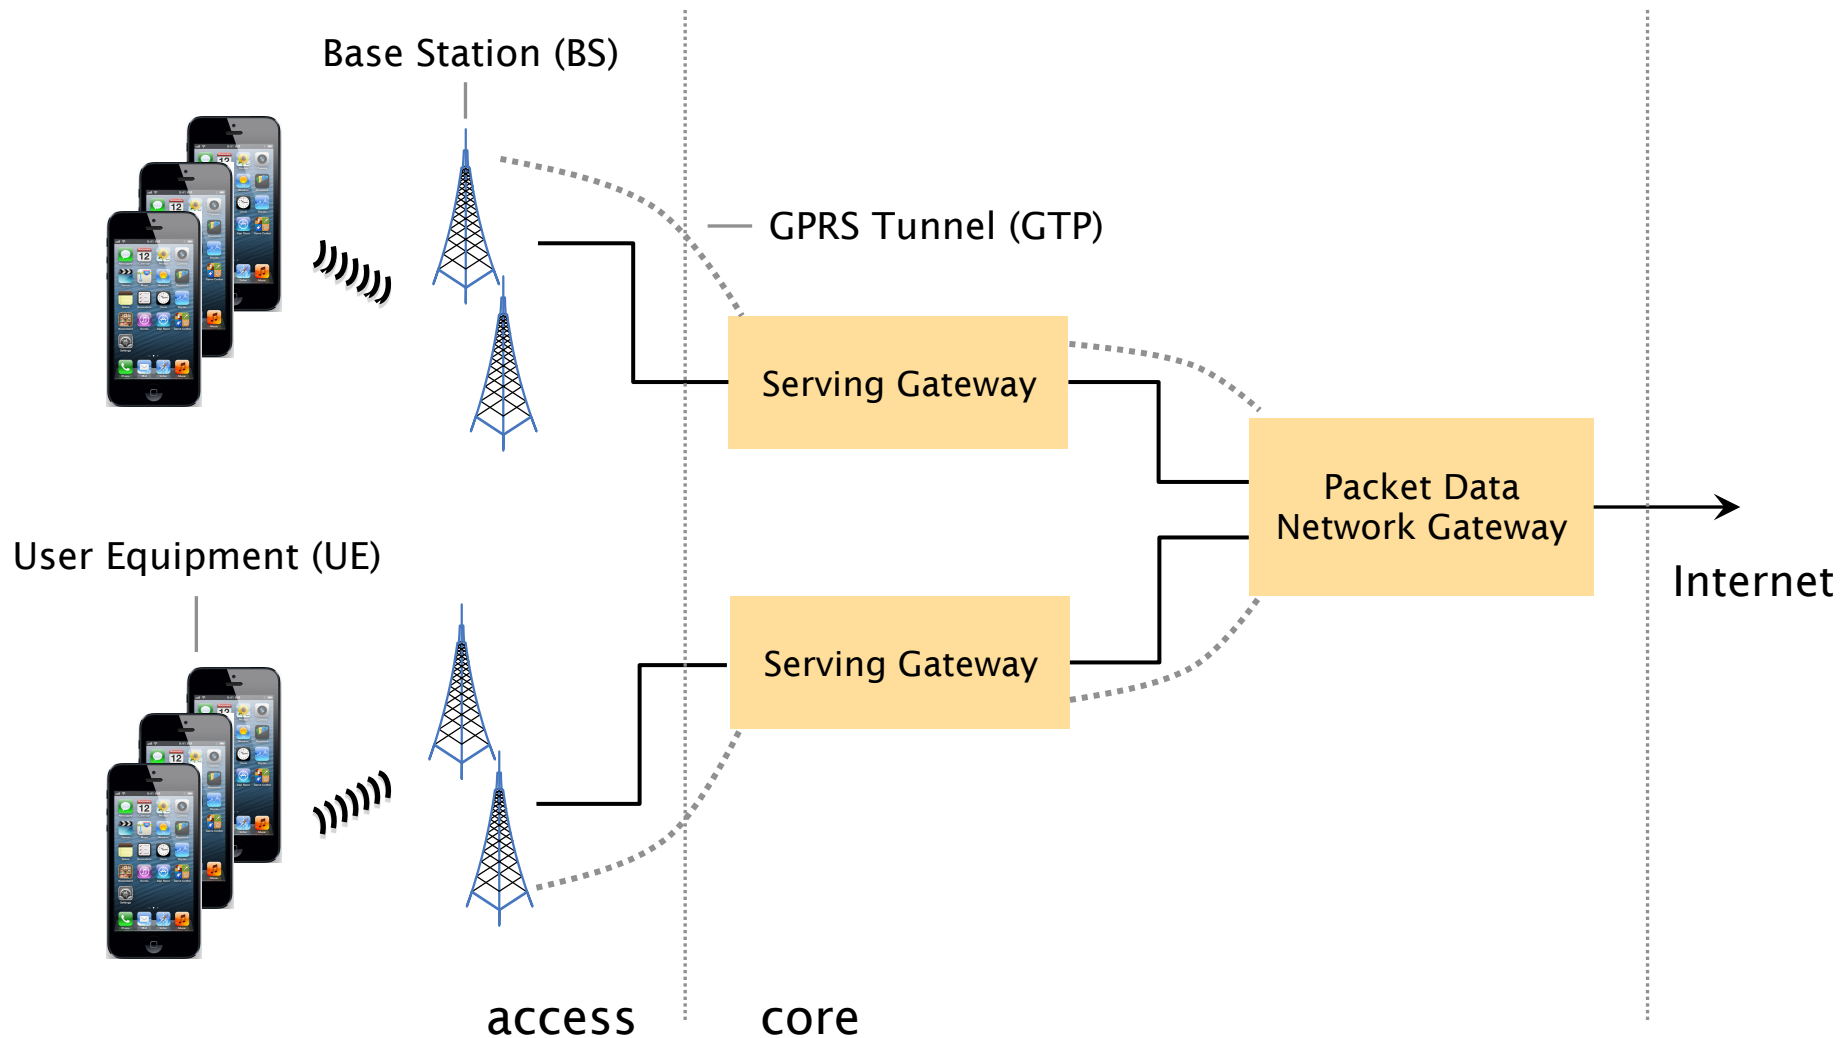 Base Station (BS)
GPRS Tunnel (GTP)
Serving Gateway
Packet Data
Network Gateway
User Equipment (UE)
Internet
Serving Gateway
access
core